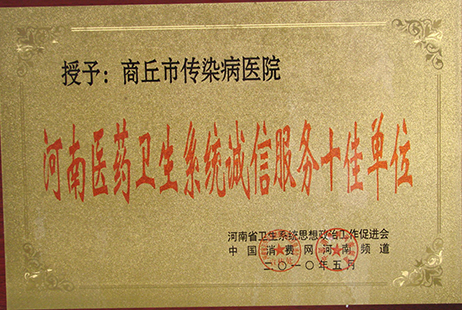 授予：商丘市传染病医院
河南医药卫生系统诚信服务十佳单位
河南省卫生系统思想政治工作促进会
中国消费网河南频道
二〇一〇年五月